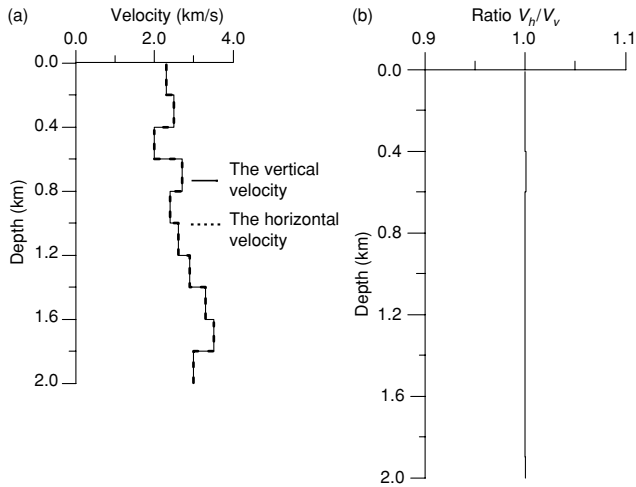 (a)
Velocity (km/s)
0.0 2.0 4.0
0.0
0.4
0.8
1.2
1.6
2.0
Depth (km)
The vertical
velocity
The horizontal
velocity
(b)
Ratio Vh/Vv
0.9 1.0 1.1
0.0
0.4
0.8
1.2
1.6
2.0
Depth (km)